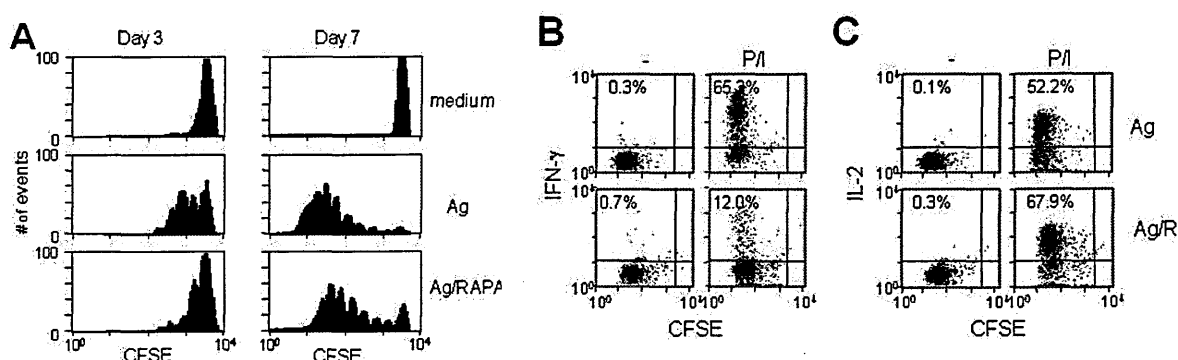 A
Day 3
Day 7
100
0
medium
100
0
Ag
100
0
Ag/RAPA
# of events
10⁰ 10⁴
10⁰ 10⁴
CFSE
CFSE
B
- P/I
10⁴
0.3%
65.3%
10⁰
10⁴
0.7%
12.0%
10⁰
IFN-γ
10⁰ 10⁴ 10⁴
CFSE
C
- P/I
10⁴
0.1%
52.2%
Ag
10⁰
10⁴
0.3%
67.9%
Ag/R
10⁰
IL-2
10⁰ 10⁴ 10⁴
CFSE